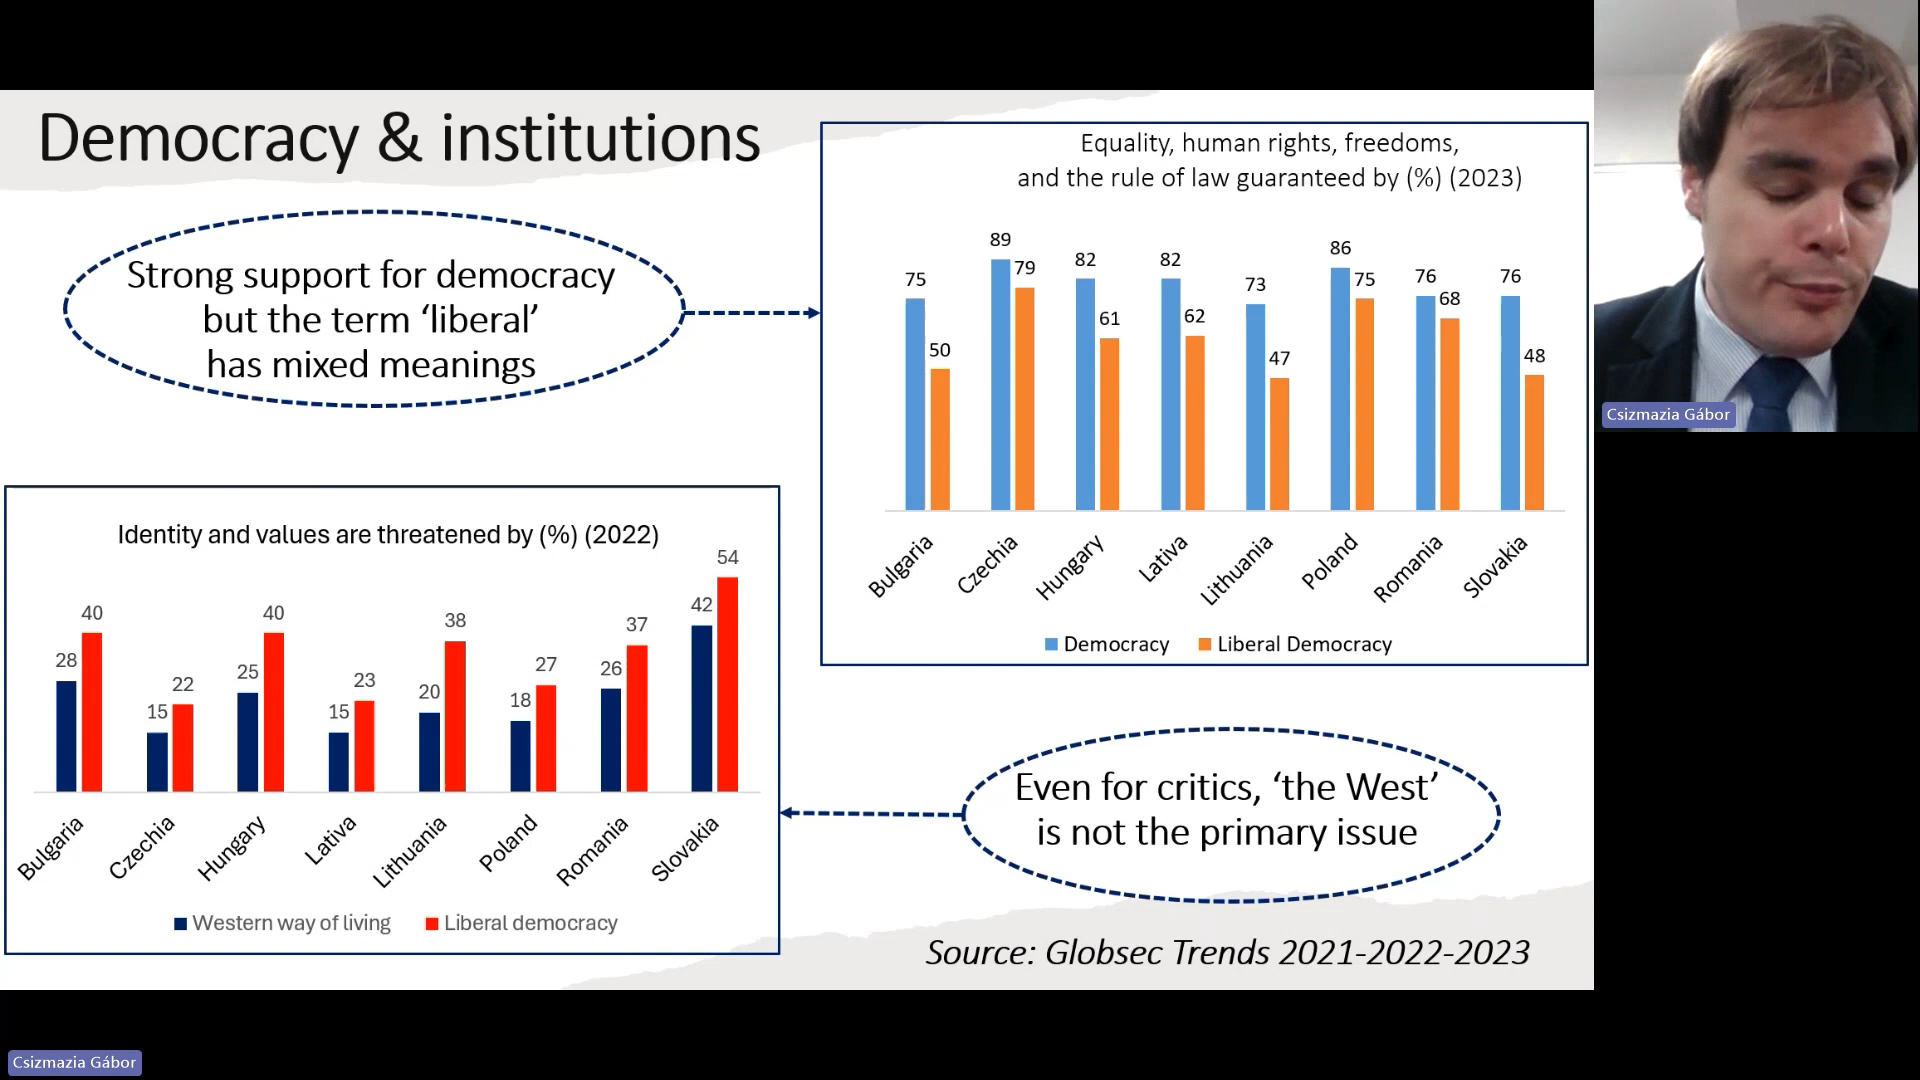 Democracy & institutions
Strong support for democracy
but the term ‘liberal’
has mixed meanings
Equality, human rights, freedoms,
and the rule of law guaranteed by (%) (2023)
75 50 89 79 82 61 82 62 73 47 86 75 76 68 76 48
Bulgaria Czechia Hungary Lativa Lithuania Poland Romania Slovakia
Democracy Liberal Democracy
Identity and values are threatened by (%) (2022)
28 40 15 22 25 40 15 23 20 38 18 27 26 37 42 54
Bulgaria Czechia Hungary Lativa Lithuania Poland Romania Slovakia
Western way of living Liberal democracy
Even for critics, ‘the West’
is not the primary issue
Source: Globsec Trends 2021-2022-2023
Csizmazia Gábor
Csizmazia Gábor